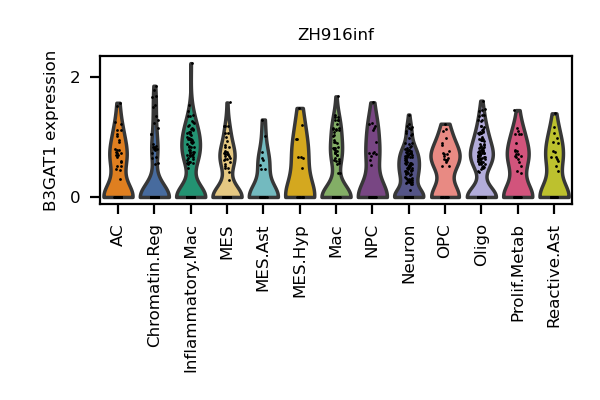 ZH916inf
B3GAT1 expression
2
0
AC
Chromatin.Reg
Inflammatory.Mac
MES
MES.Ast
MES.Hyp
Mac
NPC
Neuron
OPC
Oligo
Prolif.Metab
Reactive.Ast